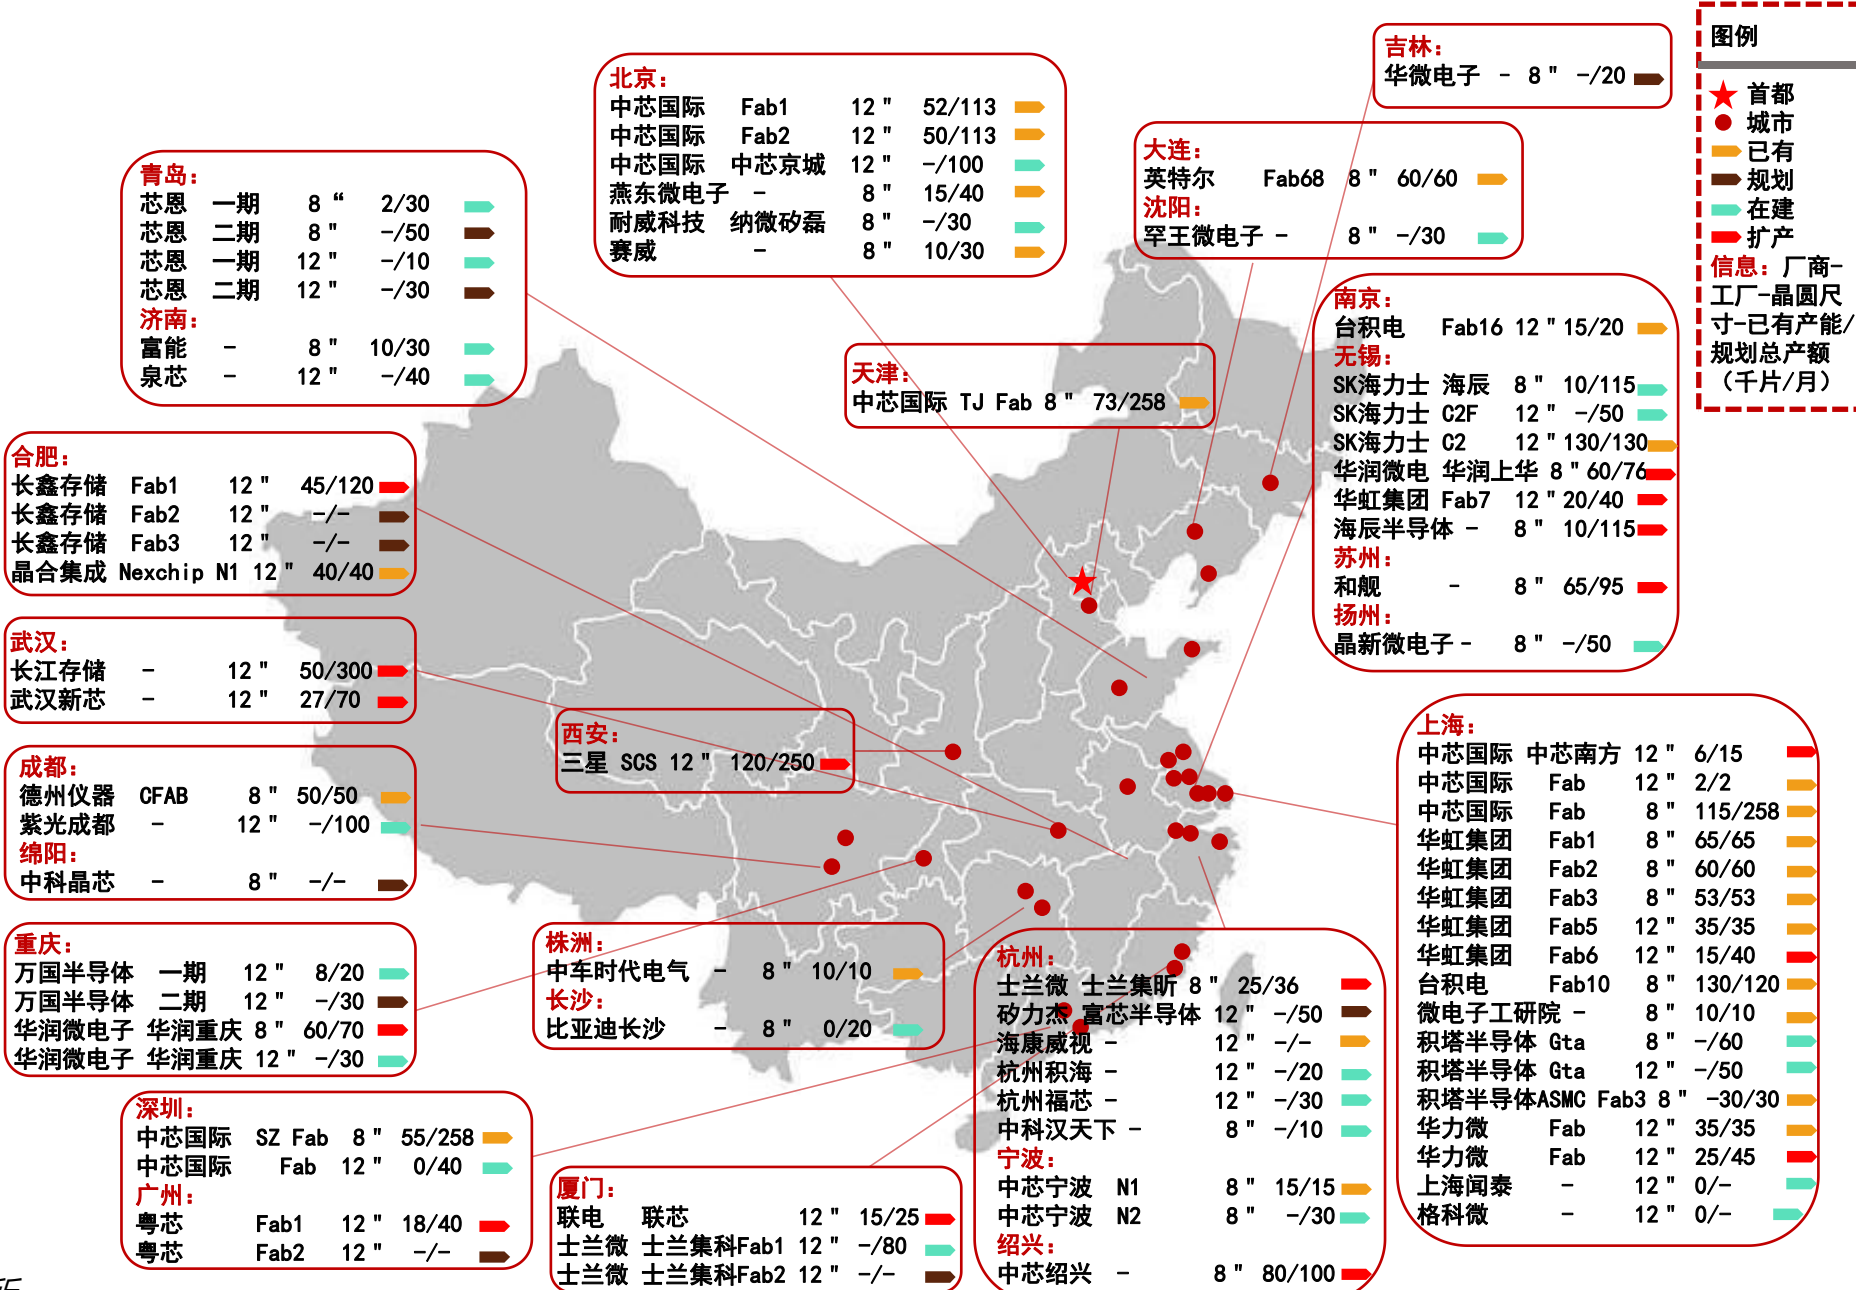 吉林：
华微电子 - 8" -/20
北京：
中芯国际 Fab1 12" 52/113
中芯国际 Fab2 12" 50/113
中芯国际 中芯京城 12" -/100
燕东微电子 - 8" 15/40
耐威科技 纳微矽磊 8" -/30
赛威 - 8" 10/30
大连：
英特尔 Fab68 8" 60/60
沈阳：
罕王微电子 - 8" -/30
图例
首都
城市
已有
规划
在建
扩产
信息：厂商-
工厂-晶圆尺
寸-已有产能/
规划总产额
（千片/月）
青岛：
芯恩 一期 8“ 2/30
芯恩 二期 8" -/50
芯恩 一期 12" -/10
芯恩 二期 12" -/30
济南：
富能 - 8" 10/30
泉芯 - 12" -/40
天津：
中芯国际 TJ Fab 8" 73/258
南京：
台积电 Fab16 12" 15/20
无锡：
SK海力士 海辰 8" 10/115
SK海力士 C2F 12" -/50
SK海力士 C2 12" 130/130
华润微电 华润上华 8" 60/76
华虹集团 Fab7 12" 20/40
海辰半导体 - 8" 10/115
苏州：
和舰 - 8" 65/95
扬州：
晶新微电子 - 8" -/50
合肥：
长鑫存储 Fab1 12" 45/120
长鑫存储 Fab2 12" -/-
长鑫存储 Fab3 12" -/-
晶合集成 Nexchip N1 12" 40/40
武汉：
长江存储 - 12" 50/300
武汉新芯 - 12" 27/70
西安：
三星 SCS 12" 120/250
成都：
德州仪器 CFAB 8" 50/50
紫光成都 - 12" -/100
绵阳：
中科晶芯 - 8" -/-
上海：
中芯国际 中芯南方 12" 6/15
中芯国际 Fab 12" 2/2
中芯国际 Fab 8" 115/258
华虹集团 Fab1 8" 65/65
华虹集团 Fab2 8" 60/60
华虹集团 Fab3 8" 53/53
华虹集团 Fab5 12" 35/35
华虹集团 Fab6 12" 15/40
台积电 Fab10 8" 130/120
微电子工研院 - 8" 10/10
积塔半导体 Gta 8" -/60
积塔半导体 Gta 12" -/50
积塔半导体ASMC Fab3 8" -30/30
华力微 Fab 12" 35/35
华力微 Fab 12" 25/45
上海闻泰 - 12" 0/-
格科微 - 12" 0/-
重庆：
万国半导体 一期 12" 8/20
万国半导体 二期 12" -/30
华润微电子 华润重庆 8" 60/70
华润微电子 华润重庆 12" -/30
株洲：
中车时代电气 - 8" 10/10
长沙：
比亚迪长沙 - 8" 0/20
杭州：
士兰微 士兰集昕 8" 25/36
矽力杰 富芯半导体 12" -/50
海康威视 - 12" -/-
杭州积海 - 12" -/20
杭州福芯 - 12" -/30
中科汉天下 - 8" -/10
宁波：
中芯宁波 N1 8" 15/15
中芯宁波 N2 8" -/30
绍兴：
中芯绍兴 - 8" 80/100
深圳：
中芯国际 SZ Fab 8" 55/258
中芯国际 Fab 12" 0/40
广州：
粤芯 Fab1 12" 18/40
粤芯 Fab2 12" -/-
厦门：
联电 联芯 12" 15/25
士兰微 士兰集科Fab1 12" -/80
士兰微 士兰集科Fab2 12" -/-